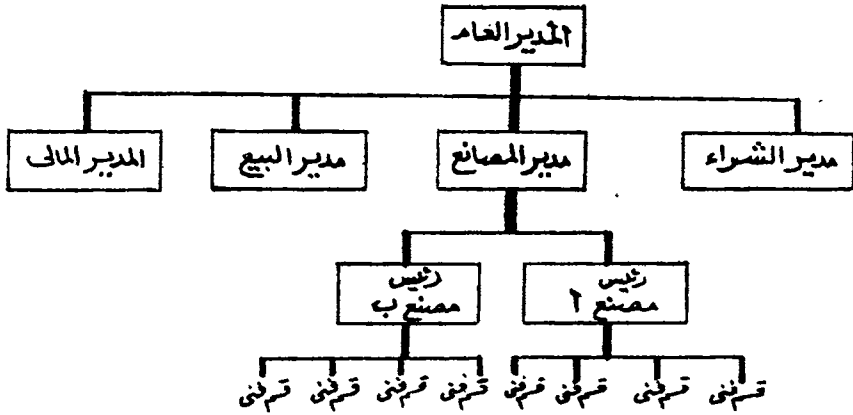 المدير العام
مدير الشراء
مدير المصانع
مدير البيع
المدير المالى
رئيس
مصنع أ
رئيس
مصنع ب
قسم فنى قسم فنى قسم فنى قسم فنى قسم فنى قسم فنى قسم فنى قسم فنى